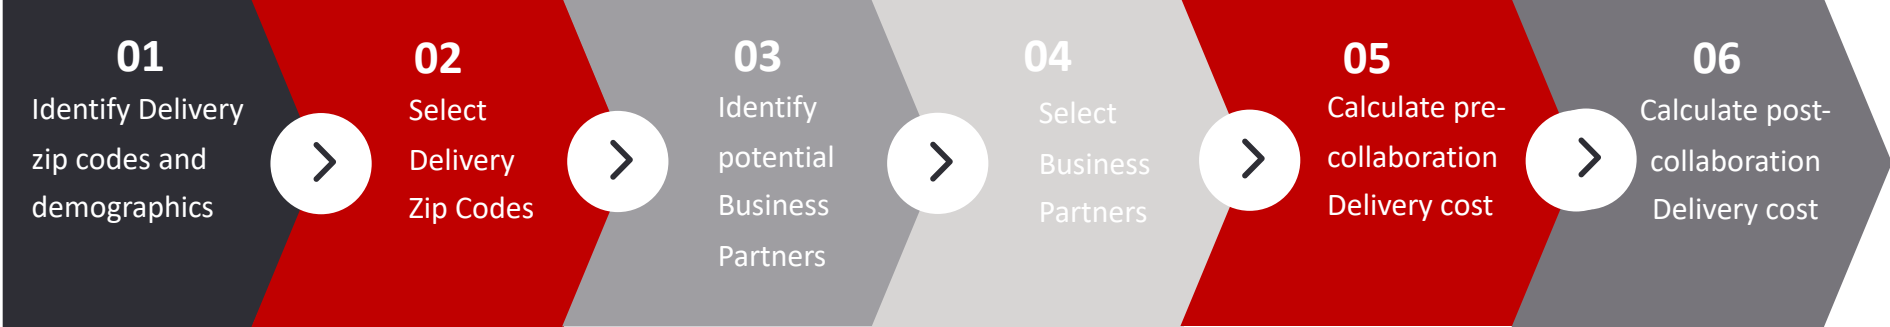 01
Identify Delivery
zip codes and
demographics
02
Select
Delivery
Zip Codes
03
Identify
potential
Business
Partners
04
Select
Business
Partners
05
Calculate pre-
collaboration
Delivery cost
06
Calculate post-
collaboration
Delivery cost